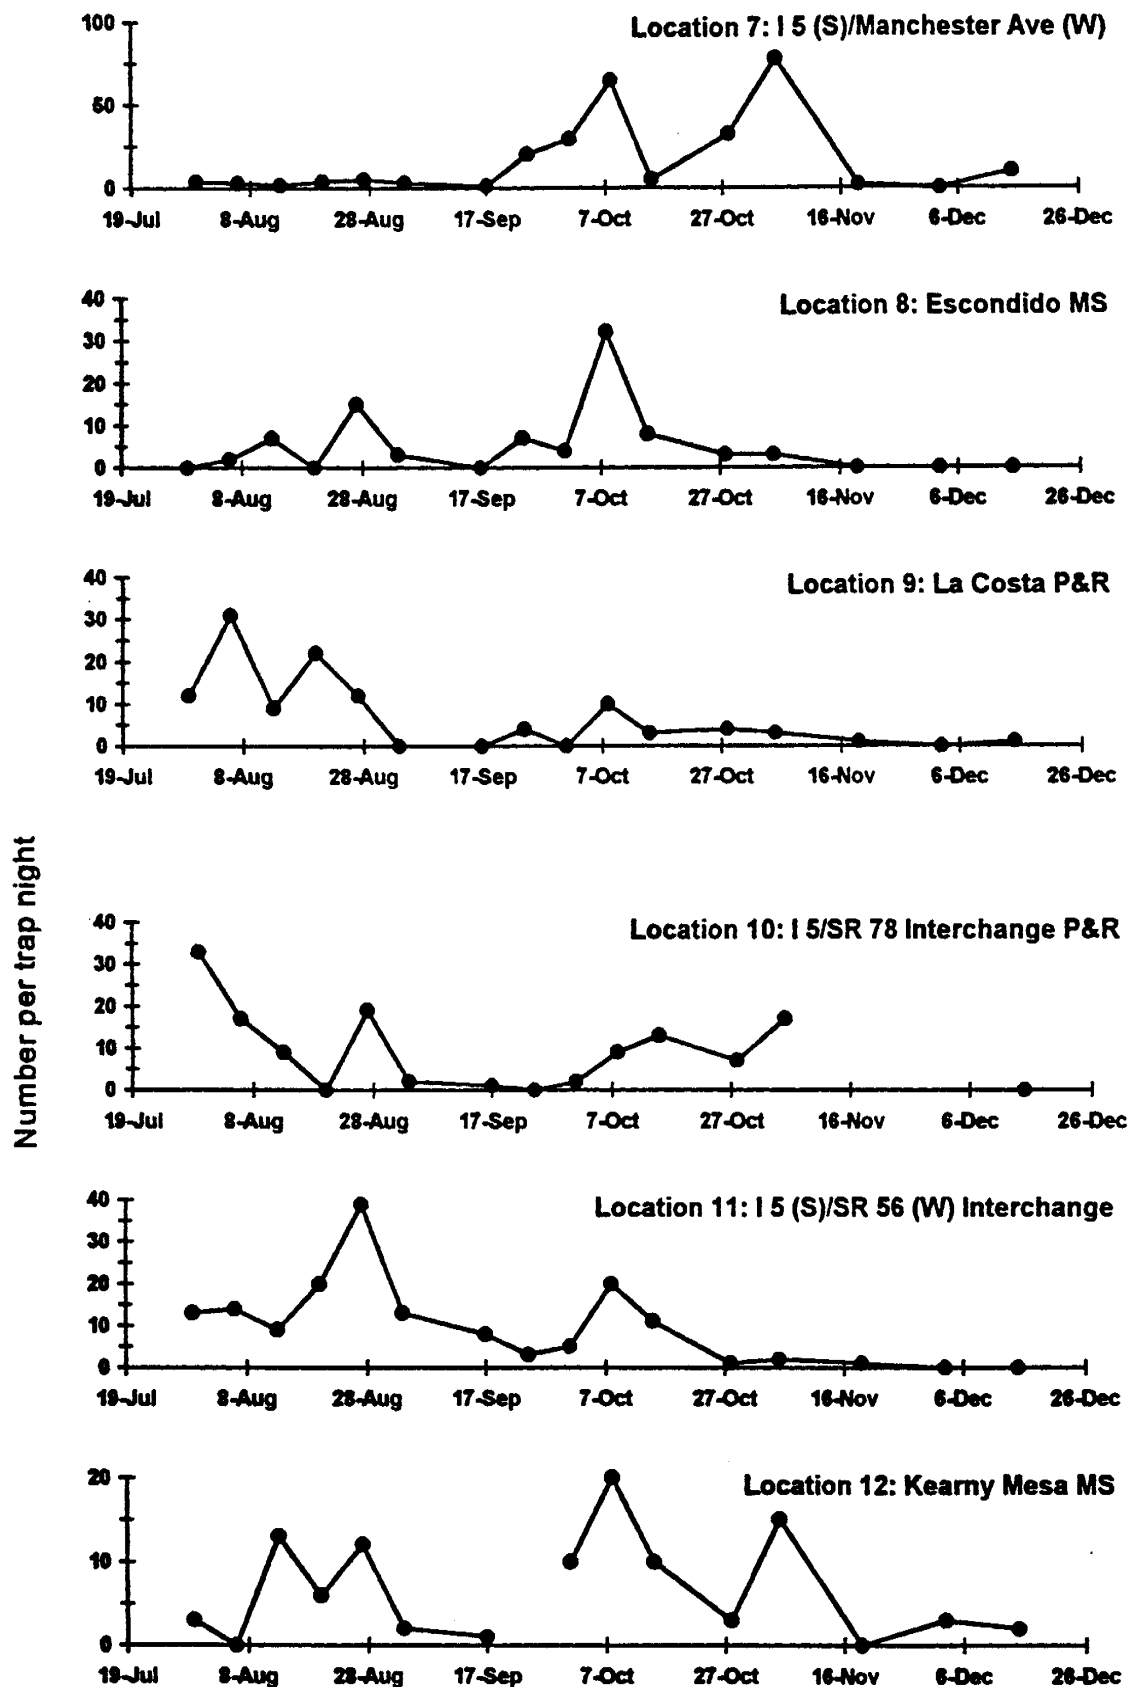 Location 7: I 5 (S)/Manchester Ave (W)
100
50
0
19-Jul 8-Aug 28-Aug 17-Sep 7-Oct 27-Oct 16-Nov 6-Dec 26-Dec
Location 8: Escondido MS
40
30
20
10
0
19-Jul 8-Aug 28-Aug 17-Sep 7-Oct 27-Oct 16-Nov 6-Dec 26-Dec
Location 9: La Costa P&R
40
30
20
10
0
19-Jul 8-Aug 28-Aug 17-Sep 7-Oct 27-Oct 16-Nov 6-Dec 26-Dec
Number per trap night
Location 10: I 5/SR 78 Interchange P&R
40
30
20
10
0
19-Jul 8-Aug 28-Aug 17-Sep 7-Oct 27-Oct 16-Nov 6-Dec 26-Dec
Location 11: I 5 (S)/SR 56 (W) Interchange
40
30
20
10
0
19-Jul 8-Aug 28-Aug 17-Sep 7-Oct 27-Oct 16-Nov 6-Dec 26-Dec
Location 12: Kearny Mesa MS
20
10
0
19-Jul 8-Aug 28-Aug 17-Sep 7-Oct 27-Oct 16-Nov 6-Dec 26-Dec